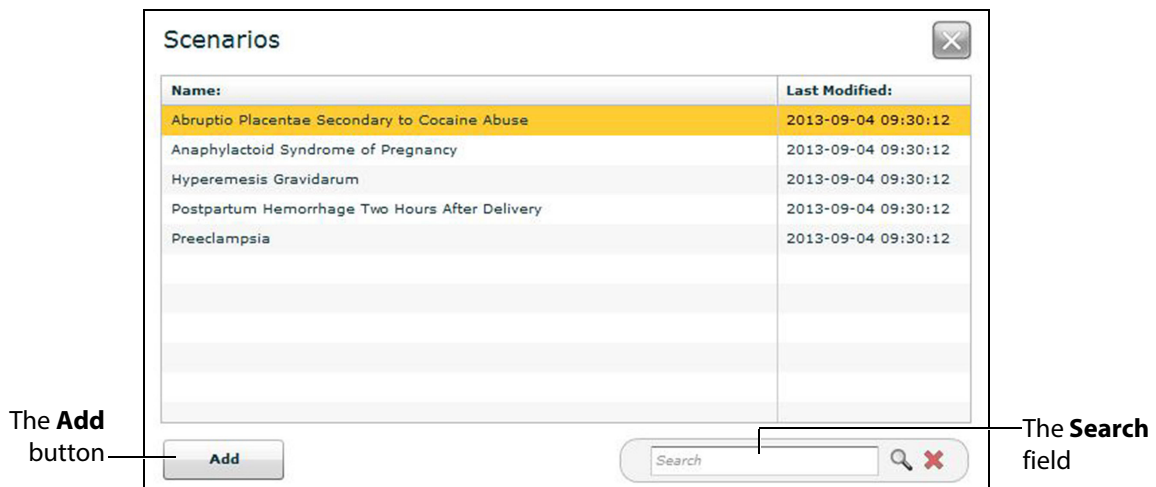 Scenarios
Name: Last Modified:
Abruptio Placentae Secondary to Cocaine Abuse 2013-09-04 09:30:12
Anaphylactoid Syndrome of Pregnancy 2013-09-04 09:30:12
Hyperemesis Gravidarum 2013-09-04 09:30:12
Postpartum Hemorrhage Two Hours After Delivery 2013-09-04 09:30:12
Preeclampsia 2013-09-04 09:30:12
The Add
button
Add
Search
The Search
field